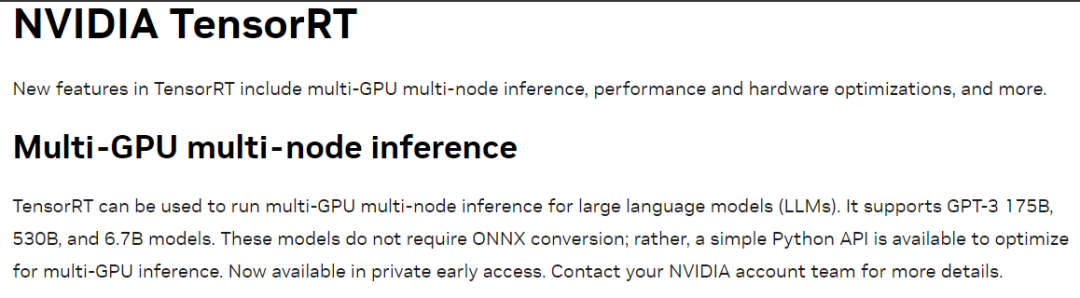 NVIDIA TensorRT
New features in TensorRT include multi-GPU multi-node inference, performance and hardware optimizations, and more.
Multi-GPU multi-node inference
TensorRT can be used to run multi-GPU multi-node inference for large language models (LLMs). It supports GPT-3 175B,
530B, and 6.7B models. These models do not require ONNX conversion; rather, a simple Python API is available to optimize
for multi-GPU inference. Now available in private early access. Contact your NVIDIA account team for more details.